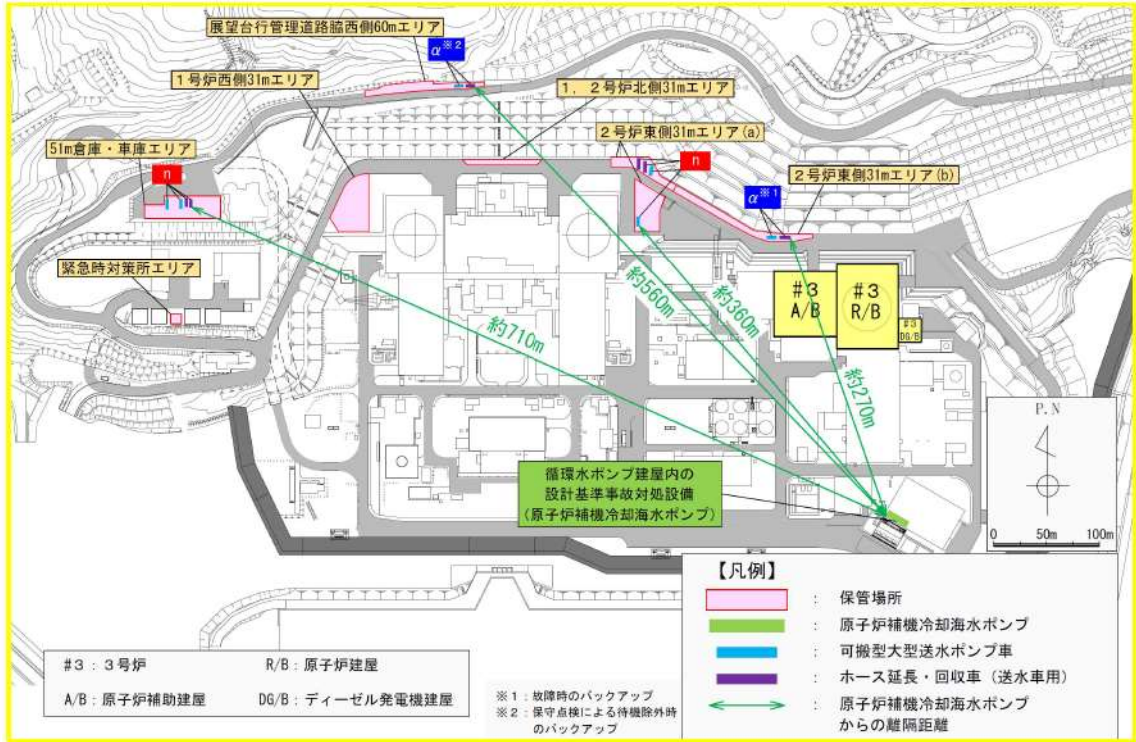 展望台行管理道路脇西側60mエリア
α※2
1号炉西側31mエリア
1，2号炉北側31mエリア
2号炉東側31mエリア(a)
51m倉庫・車庫エリア
n
n
α※1
2号炉東側31mエリア(b)
緊急時対策所エリア
#3
A/B
#3
R/B
#3
DG/B
約560m
約360m
約710m
約270m
循環水ポンプ建屋内の
設計基準事故対処設備
(原子炉補機冷却海水ポンプ)
P.N
0 50m 100m
【凡例】
： 保管場所
： 原子炉補機冷却海水ポンプ
： 可搬型大型送水ポンプ車
： ホース延長・回収車（送水車用）
： 原子炉補機冷却海水ポンプ
からの離隔距離
#3：3号炉 R/B：原子炉建屋
A/B：原子炉補助建屋 DG/B：ディーゼル発電機建屋
※1：故障時のバックアップ
※2：保守点検による待機除外時
のバックアップ